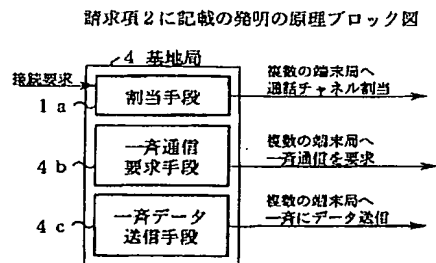 請求項2に記載の発明の原理ブロック図
4 基地局
接続要求
1a
割当手段
複数の端末局へ
通話チャネル割当
4b
一斉通信
要求手段
複数の端末局へ
一斉通信を要求
4c
一斉データ
送信手段
複数の端末局へ
一斉にデータ送信